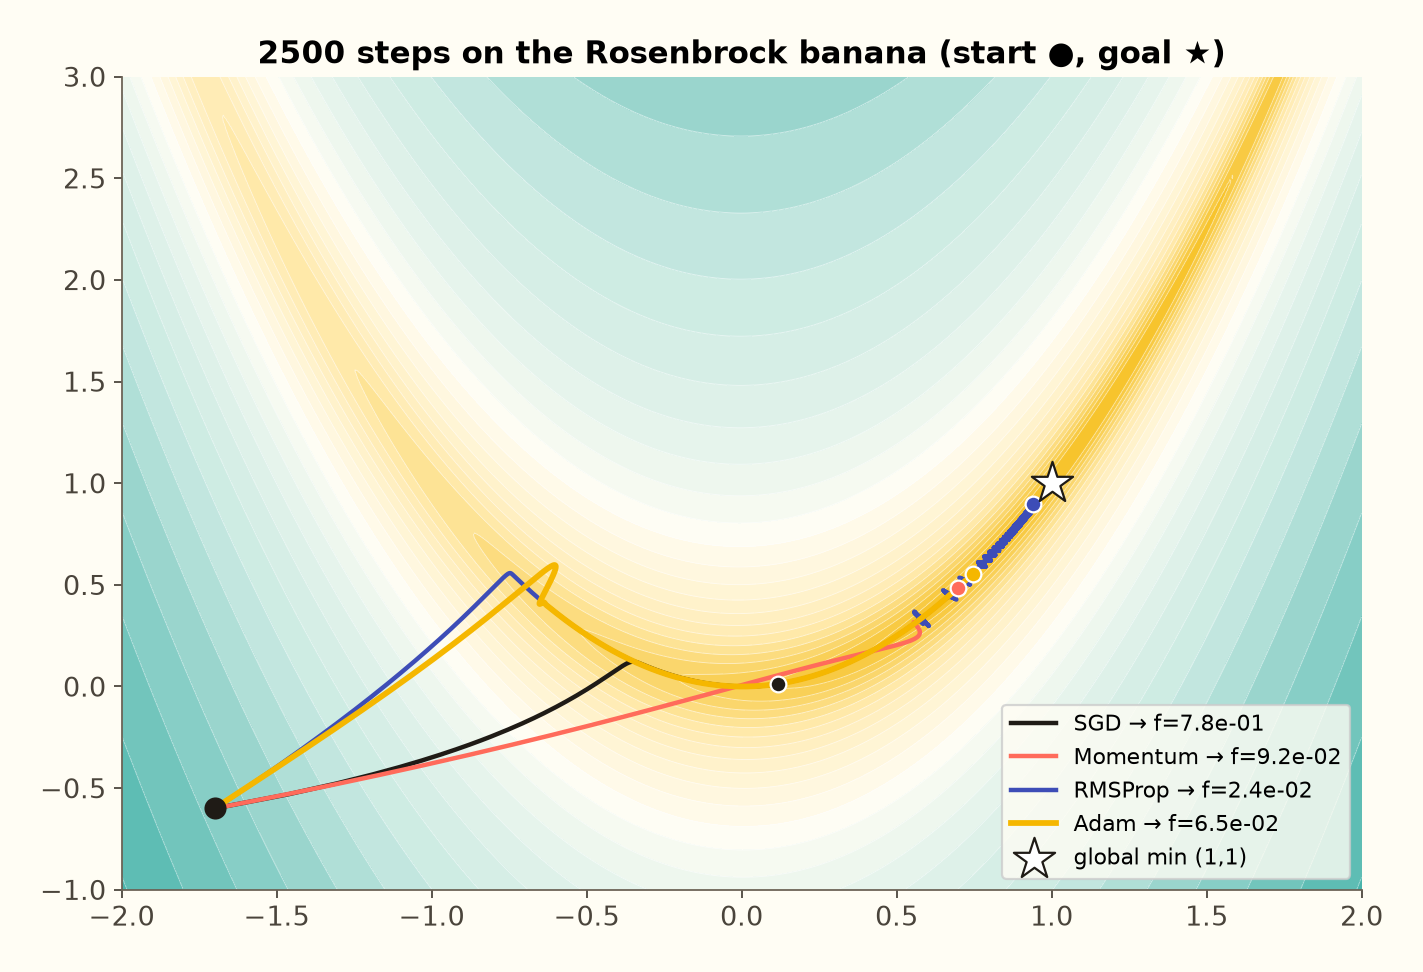 2500 steps on the Rosenbrock banana (start ●, goal ★)
3.0
2.5
2.0
1.5
1.0
0.5
0.0
−0.5
−1.0
−2.0 −1.5 −1.0 −0.5 0.0 0.5 1.0 1.5 2.0
SGD → f=7.8e-01
Momentum → f=9.2e-02
RMSProp → f=2.4e-02
Adam → f=6.5e-02
global min (1,1)